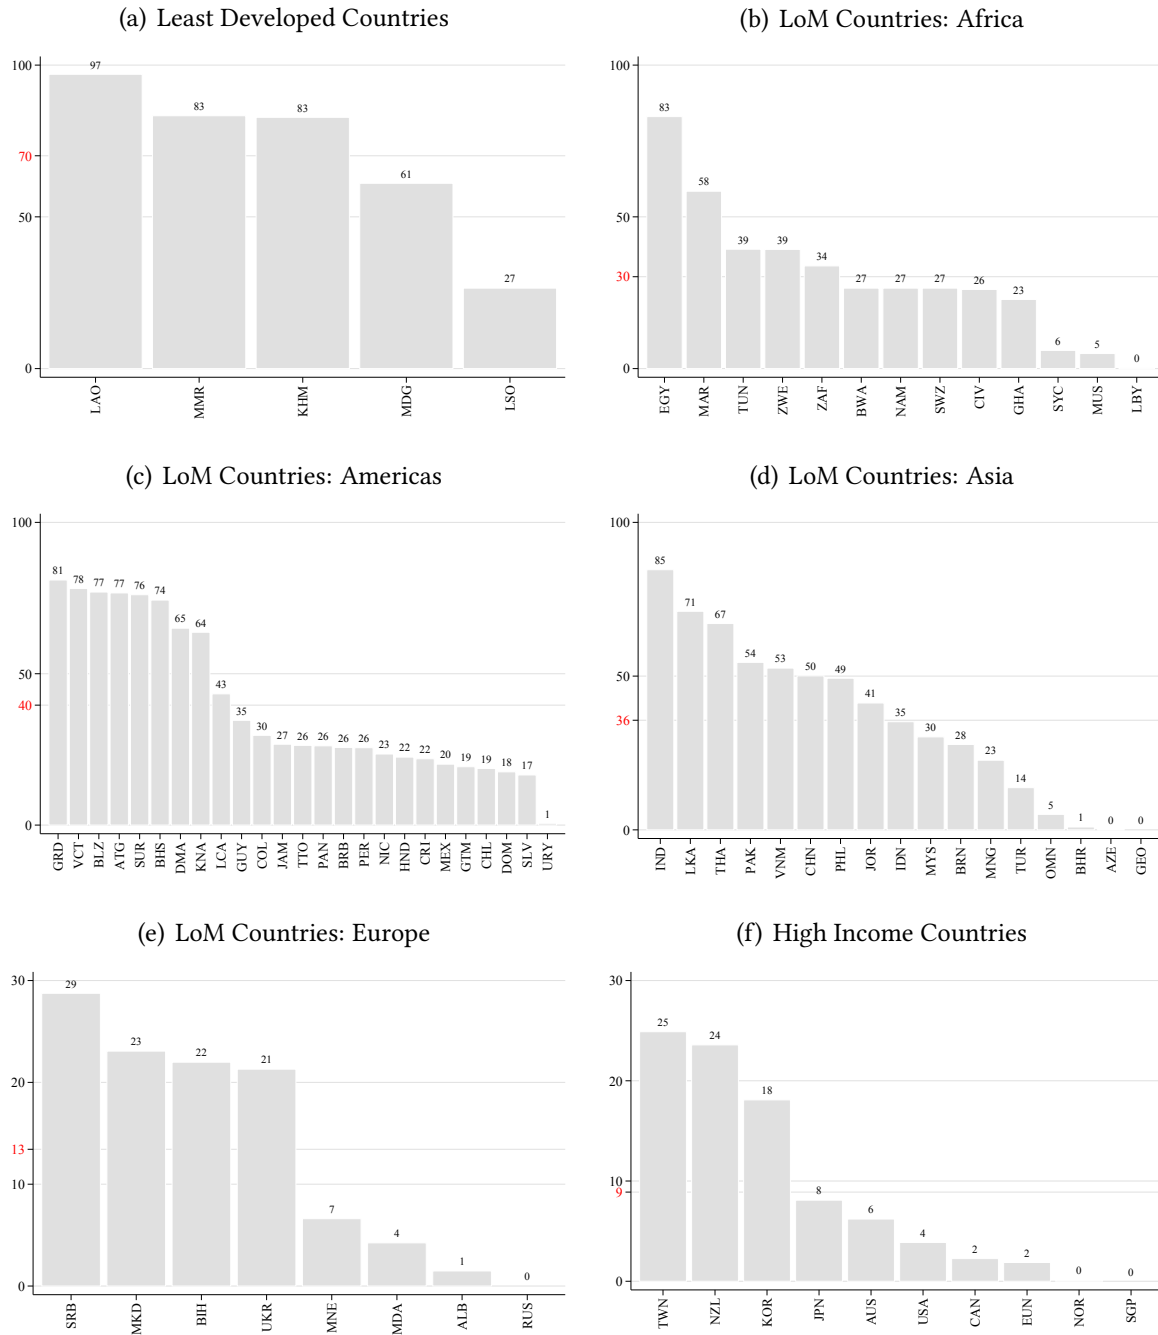 (a) Least Developed Countries
100
70
50
0
97
83
83
61
27
LAO
MMR
KHM
MDG
LSO
(b) LoM Countries: Africa
100
50
30
0
83
58
39
39
34
27
27
27
26
23
6
5
0
EGY
MAR
TUN
ZWE
ZAF
BWA
NAM
SWZ
CIV
GHA
SYC
MUS
LBY
(c) LoM Countries: Americas
100
50
40
0
81
78
77
77
76
74
65
64
43
35
30
27
26
26
26
26
23
22
22
20
19
19
18
17
1
GRD
VCT
BLZ
ATG
SUR
BHS
DMA
KNA
LCA
GUY
COL
JAM
TTO
PAN
BRB
PER
NIC
HND
CRI
MEX
GTM
CHL
DOM
SLV
URY
(d) LoM Countries: Asia
100
50
36
0
85
71
67
54
53
50
49
41
35
30
28
23
14
5
1
0
0
IND
LKA
THA
PAK
VNM
CHN
PHL
JOR
IDN
MYS
BRN
MNG
TUR
OMN
BHR
AZE
GEO
(e) LoM Countries: Europe
30
20
13
10
0
29
23
22
21
7
4
1
0
SRB
MKD
BIH
UKR
MNE
MDA
ALB
RUS
(f) High Income Countries
30
20
10
9
0
25
24
18
8
6
4
2
2
0
0
TWN
NZL
KOR
JPN
AUS
USA
CAN
EUN
NOR
SGP